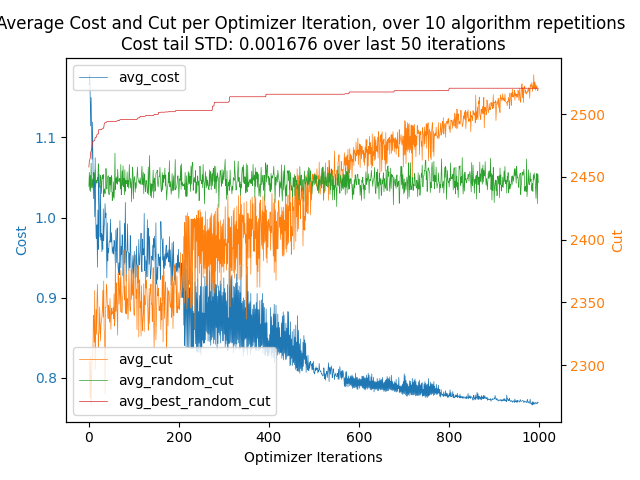 Average Cost and Cut per Optimizer Iteration, over 10 algorithm repetitions
Cost tail STD: 0.001676 over last 50 iterations
avg_cost
1.1
1.0
0.9
0.8
Cost
2500
2450
2400
2350
2300
Cut
avg_cut
avg_random_cut
avg_best_random_cut
0 200 400 600 800 1000
Optimizer Iterations